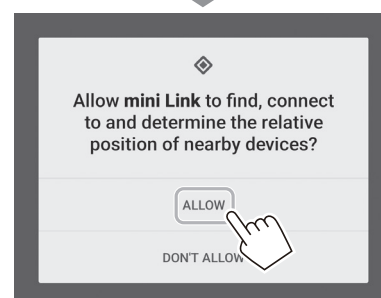 Allow mini Link to find, connect
to and determine the relative
position of nearby devices?
ALLOW
DON'T ALLOW